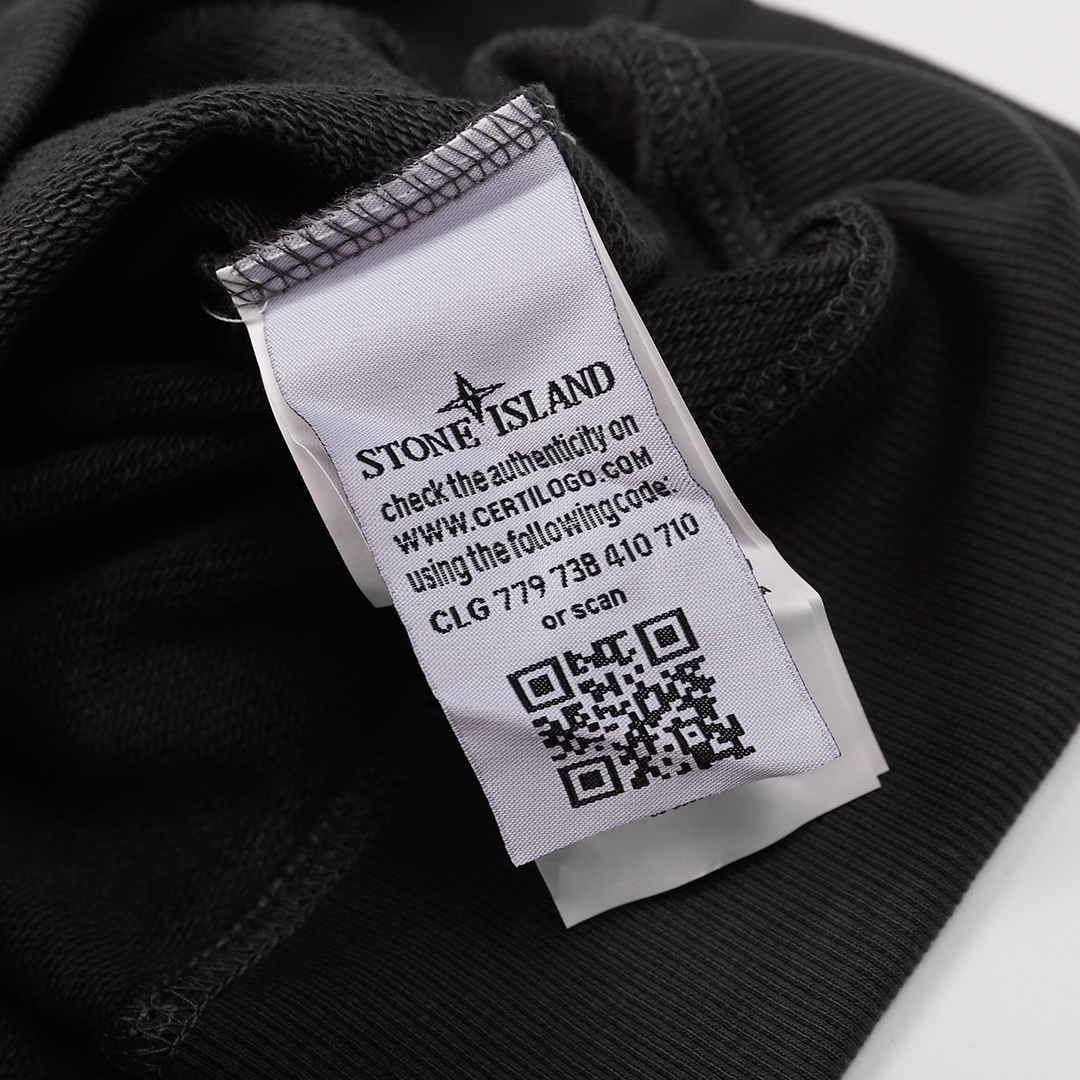 STONE ISLAND
check the authenticity on
WWW.CERTILOGO.COM
using the following code:
CLG 779 738 410 710
or scan